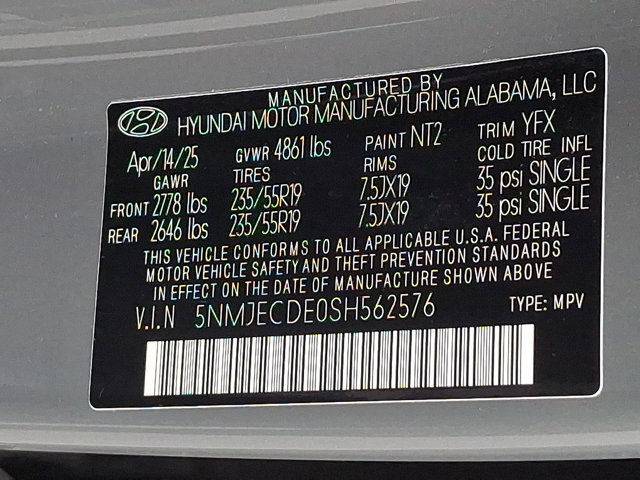 MANUFACTURED BY
HYUNDAI MOTOR MANUFACTURING ALABAMA, LLC
Apr/14/25 GVWR 4861 lbs PAINT NT2 TRIM YFX
GAWR TIRES RIMS COLD TIRE INFL
FRONT 2778 lbs 235/55R19 7.5JX19 35 psi SINGLE
REAR 2646 lbs 235/55R19 7.5JX19 35 psi SINGLE
THIS VEHICLE CONFORMS TO ALL APPLICABLE U.S.A. FEDERAL
MOTOR VEHICLE SAFETY AND THEFT PREVENTION STANDARDS
IN EFFECT ON THE DATE OF MANUFACTURE SHOWN ABOVE
V.I.N 5NMJECDE0SH562576 TYPE: MPV